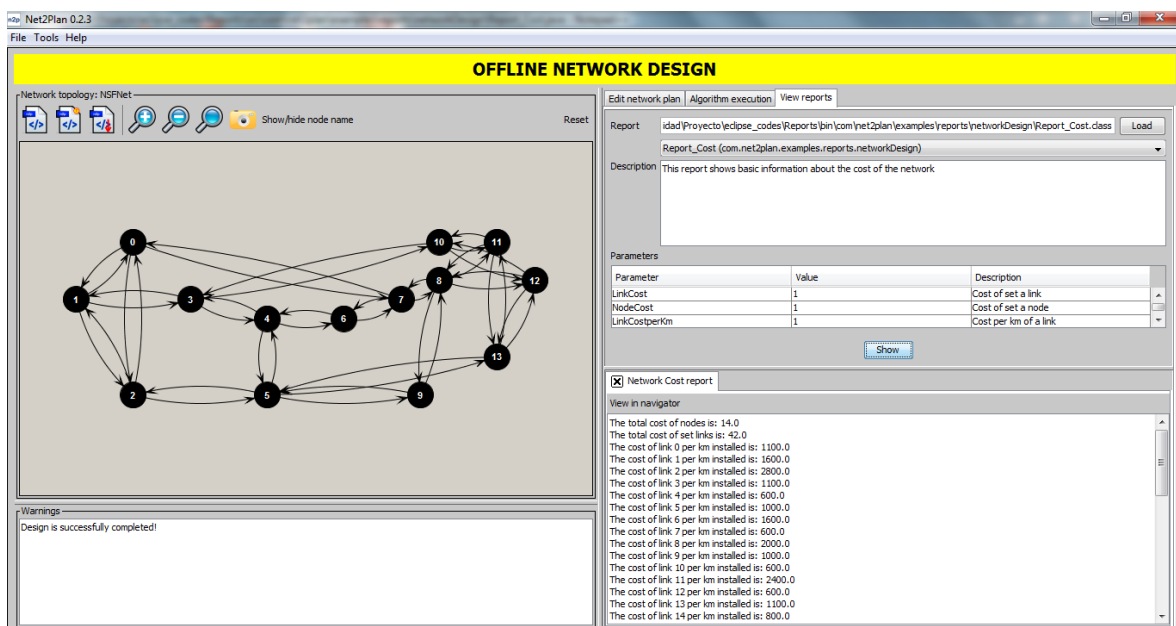 Net2Plan 0.2.3
File Tools Help
OFFLINE NETWORK DESIGN
Network topology: NSFNet
Show/hide node name
Reset
0
10
11
8
12
1
3
7
4
6
13
2
5
9
Warnings
Design is successfully completed!
Edit network plan
Algorithm execution
View reports
Report
idad\Proyecto\eclipse_codes\Reports\bin\com\net2plan\examples\reports\networkDesign\Report_Cost.class
Load
Report_Cost (com.net2plan.examples.reports.networkDesign)
Description
This report shows basic information about the cost of the network
Parameters
Parameter Value Description
LinkCost 1 Cost of set a link
NodeCost 1 Cost of set a node
LinkCostperKm 1 Cost per km of a link
Show
Network Cost report
View in navigator
The total cost of nodes is: 14.0
The total cost of set links is: 42.0
The cost of link 0 per km installed is: 1100.0
The cost of link 1 per km installed is: 1600.0
The cost of link 2 per km installed is: 2800.0
The cost of link 3 per km installed is: 1100.0
The cost of link 4 per km installed is: 600.0
The cost of link 5 per km installed is: 1000.0
The cost of link 6 per km installed is: 1600.0
The cost of link 7 per km installed is: 600.0
The cost of link 8 per km installed is: 2000.0
The cost of link 9 per km installed is: 1000.0
The cost of link 10 per km installed is: 600.0
The cost of link 11 per km installed is: 2400.0
The cost of link 12 per km installed is: 600.0
The cost of link 13 per km installed is: 1100.0
The cost of link 14 per km installed is: 800.0